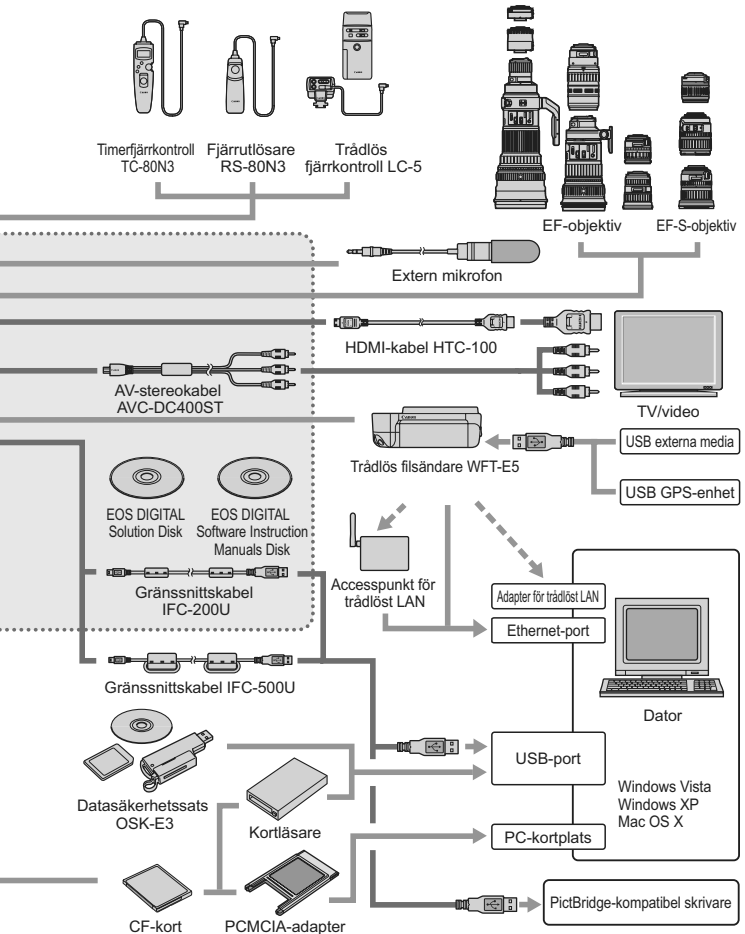 Timerfjärrkontroll
TC-80N3
Fjärrutlösare
RS-80N3
Trådlös
fjärrkontroll LC-5
EF-objektiv
EF-S-objektiv
Extern mikrofon
HDMI-kabel HTC-100
AV-stereokabel
AVC-DC400ST
TV/video
Trådlös filsändare WFT-E5
USB externa media
USB GPS-enhet
EOS DIGITAL
Solution Disk
EOS DIGITAL
Software Instruction
Manuals Disk
Gränssnittskabel
IFC-200U
Accesspunkt för
trådlöst LAN
Adapter för trådlöst LAN
Ethernet-port
Gränssnittskabel IFC-500U
Dator
USB-port
Windows Vista
Windows XP
Mac OS X
Datasäkerhetssats
OSK-E3
Kortläsare
PC-kortplats
CF-kort
PCMCIA-adapter
PictBridge-kompatibel skrivare